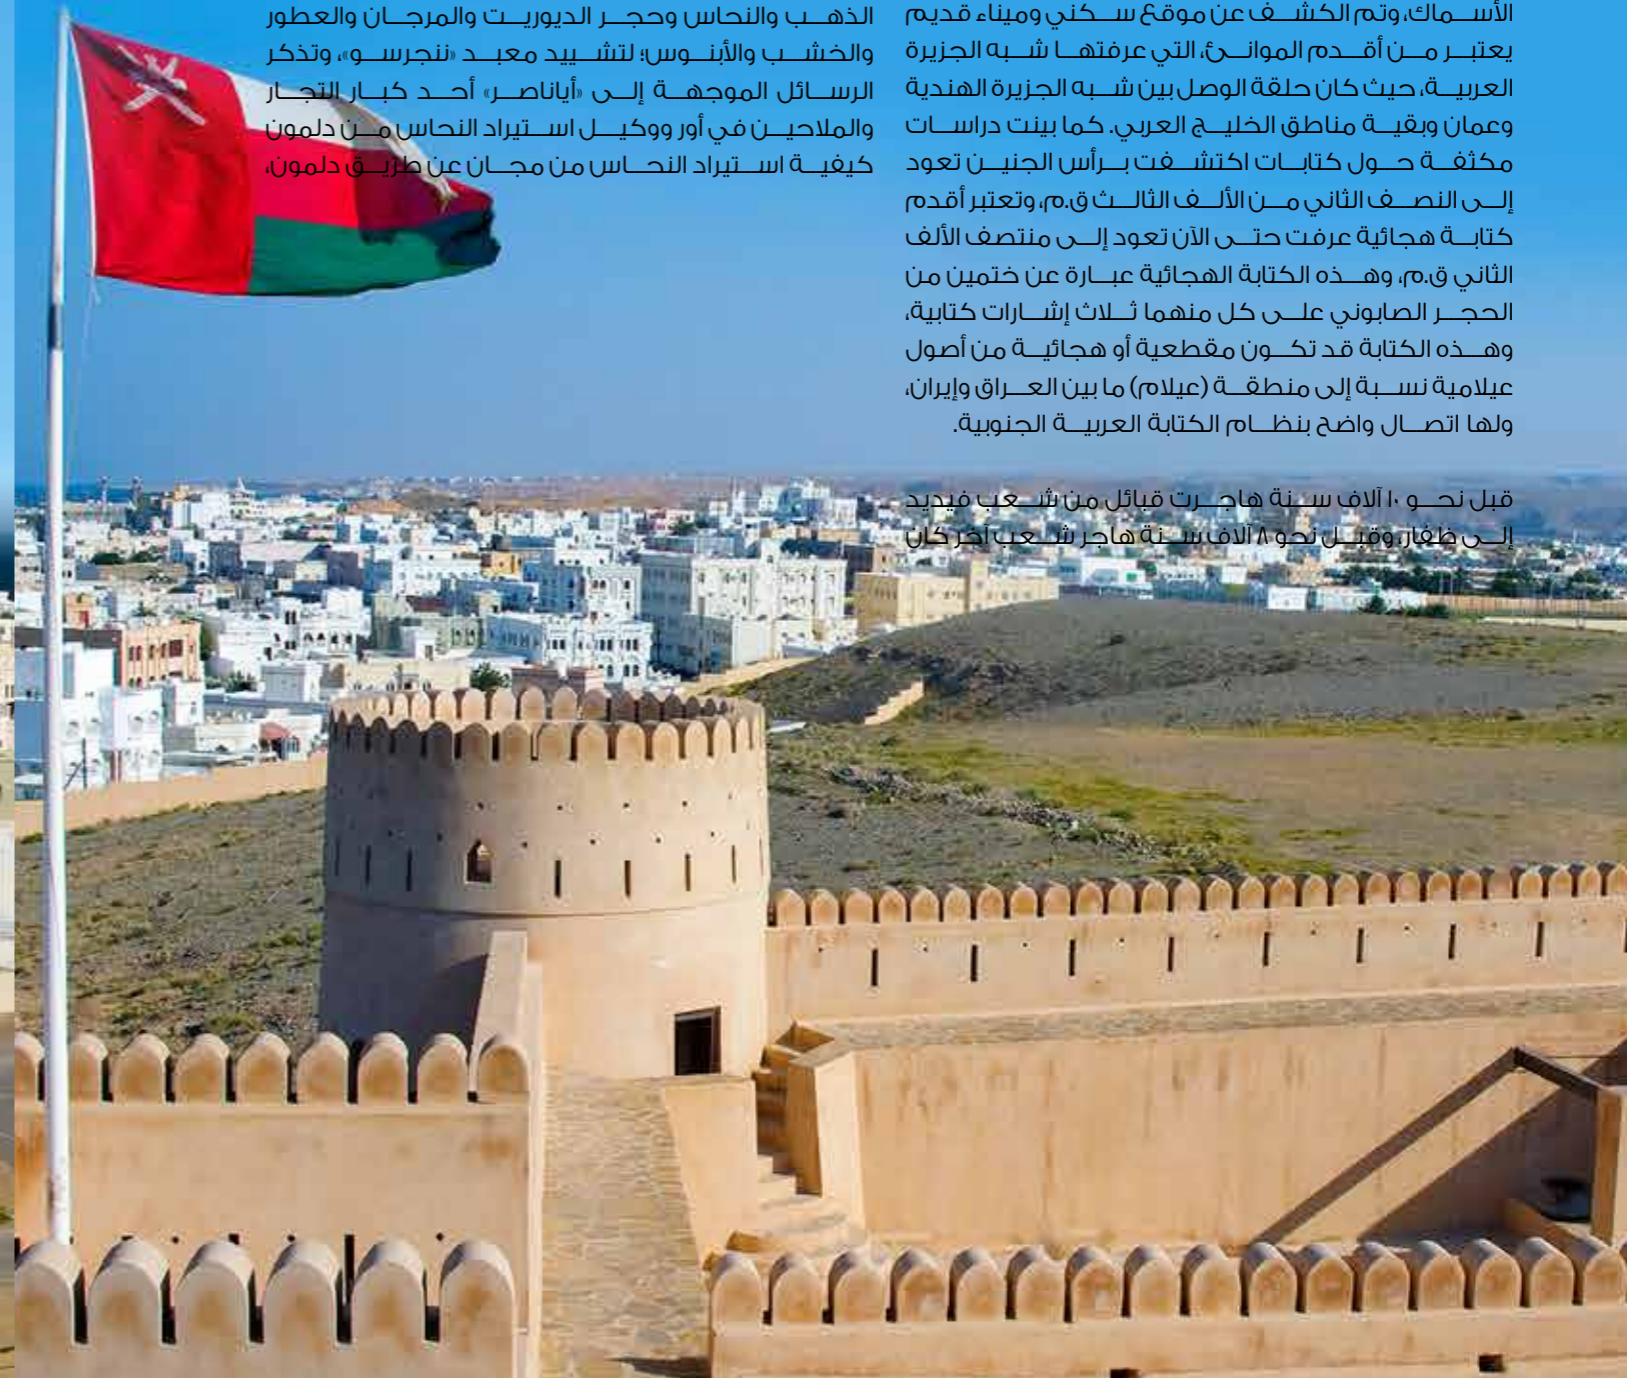 الأسماك، وتم الكشف عن موقع سكني وميناء قديم
يعتبر من أقدم الموانئ، التي عرفتها شبه الجزيرة
العربية، حيث كان حلقة الوصل بين شبه الجزيرة الهندية
وعمان وبقية مناطق الخليج العربي. كما بينت دراسات
مكثفة حول كتابات اكتشفت برأس الجنين تعود
إلى النصف الثاني من الألف الثالث ق.م، وتعتبر أقدم
كتابة هجائية عرفت حتى الآن تعود إلى منتصف الألف
الثاني ق.م، وهذه الكتابة الهجائية عبارة عن ختمين من
الحجر الصابوني على كل منهما ثلاث إشارات كتابية،
وهذه الكتابة قد تكون مقطعية أو هجائية من أصول
عيلامية نسبة إلى منطقة (عيلام) ما بين العراق وإيران،
ولها اتصال واضح بنظام الكتابة العربية الجنوبية.
قبل نحو ١٠ آلاف سنة هاجرت قبائل من شعب فيديد
إلى ظفار، وقبل نحو ٨ آلاف سنة هاجر شعب آخر كان
الذهب والنحاس وحجر الديوريت والمرجان والعطور
والخشب والأبنوس؛ لتشييد معبد «ننجرسو»، وتذكر
الرسائل الموجهة إلى «أياناصر» أحد كبار التجار
والملاحين في أور ووكيل استيراد النحاس من دلمون
كيفية استيراد النحاس من مجان عن طريق دلمون،